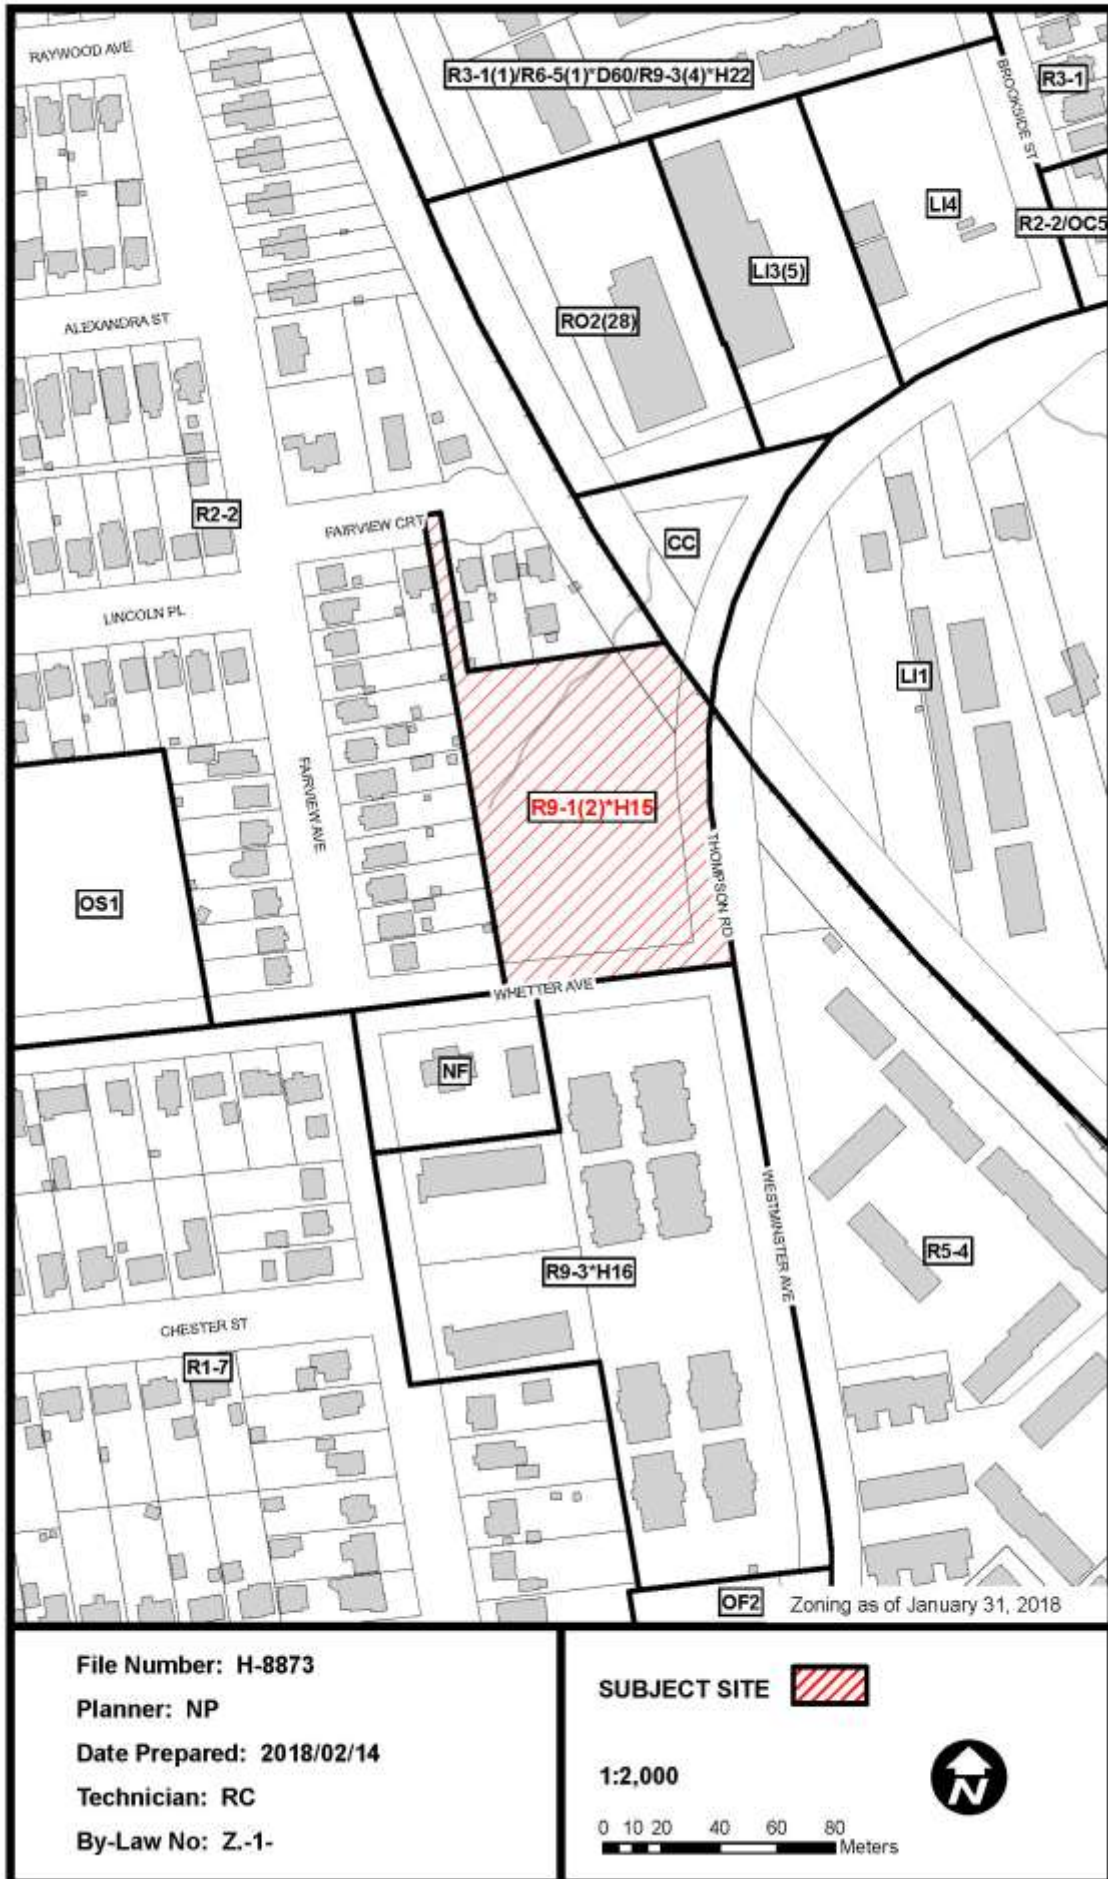 RAYWOOD AVE
R3-1(1)/R6-5(1)*D60/R9-3(4)*H22
BROOKSIDE ST
R3-1
LI4
R2-2/OC5
LI3(5)
RO2(28)
ALEXANDRA ST
R2-2
FAIRVIEW CRT
CC
LINCOLN PL
LI1
FAIRVIEW AVE
R9-1(2)*H15
THOMPSON RD
OS1
WHETTER AVE
NF
WESTMINSTER AVE
R5-4
R9-3*H16
CHESTER ST
R1-7
OF2
Zoning as of January 31, 2018
File Number: H-8873
Planner: NP
Date Prepared: 2018/02/14
Technician: RC
By-Law No: Z.-1-
SUBJECT SITE
1:2,000
0 10 20 40 60 80
Meters
N